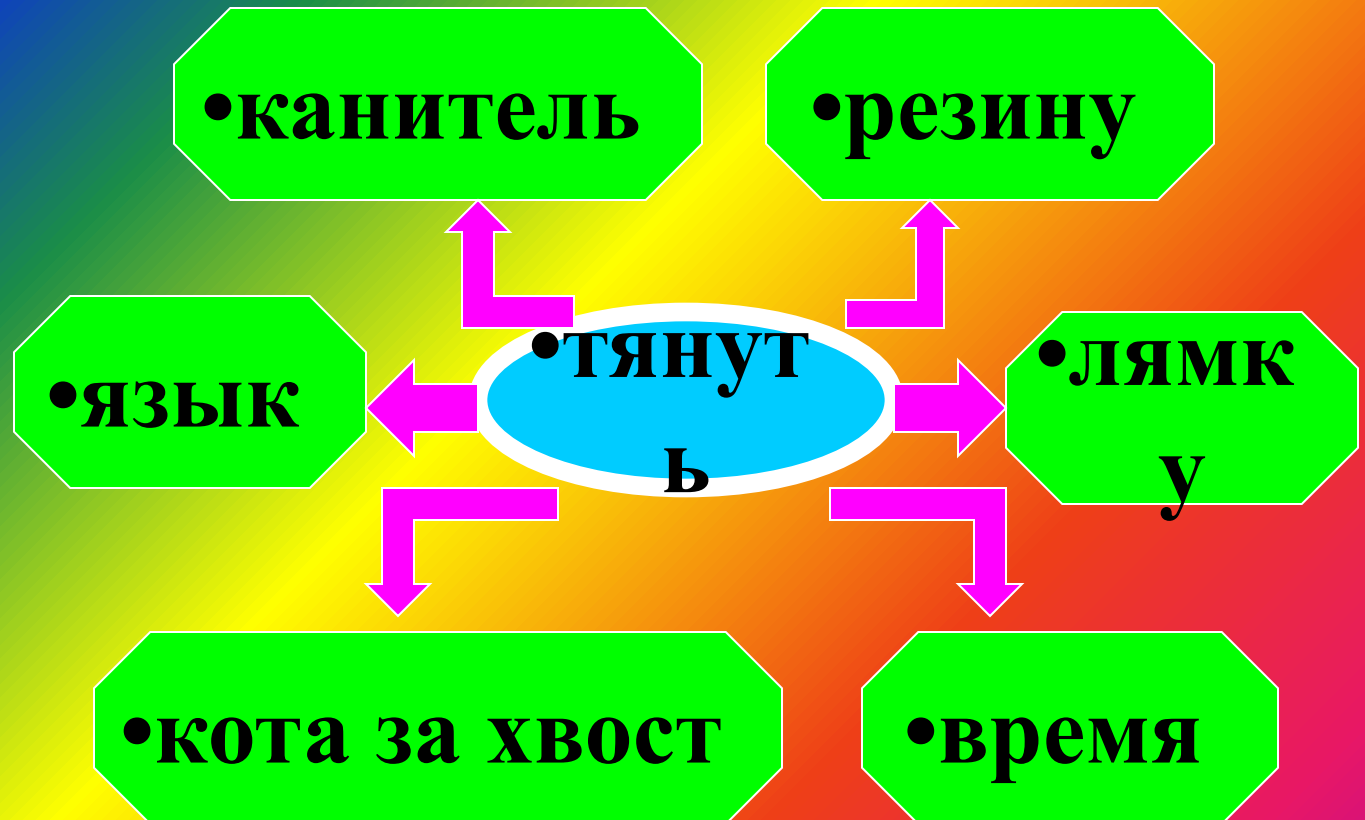 •канитель
•резину
•тянут
ь
•язык
•лямк
у
•кота за хвост
•время